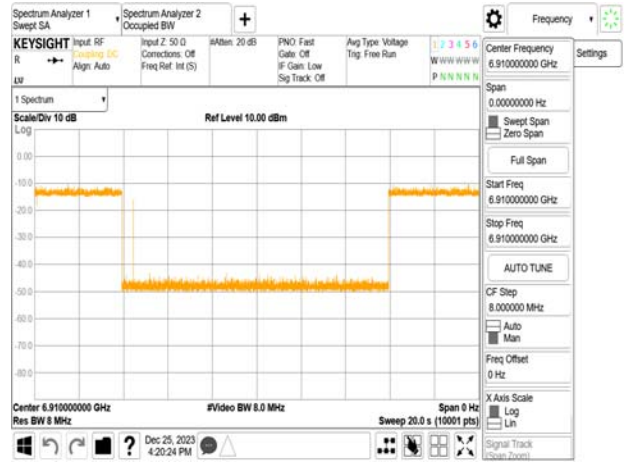 Spectrum Analyzer 1
Swept SA
Spectrum Analyzer 2
Occupied BW
+
Frequency
Settings
KEYSIGHT
R
Input: RF
Coupling: DC
Align: Auto
Input Z: 50 Ω
Corrections: Off
Freq Ref: Int (S)
#Atten: 20 dB
PNO: Fast
Gate: Off
IF Gain: Low
Sig Track: Off
Avg Type: Voltage
Trig: Free Run
1 2 3 4 5 6
W W W W W W
P N N N N N
1 Spectrum
Scale/Div 10 dB
Ref Level 10.00 dBm
Log
0.00
-10.0
-20.0
-30.0
-40.0
-50.0
-60.0
-70.0
-80.0
Center 6.910000000 GHz
#Video BW 8.0 MHz
Span 0 Hz
Res BW 8 MHz
Sweep 20.0 s (10001 pts)
Dec 25, 2023
4:20:24 PM
?
Center Frequency
6.910000000 GHz
Span
0.00000000 Hz
Swept Span
Zero Span
Full Span
Start Freq
6.910000000 GHz
Stop Freq
6.910000000 GHz
AUTO TUNE
CF Step
8.000000 MHz
Auto
Man
Freq Offset
0 Hz
X Axis Scale
Log
Lin
Signal Track
(Span Zoom)